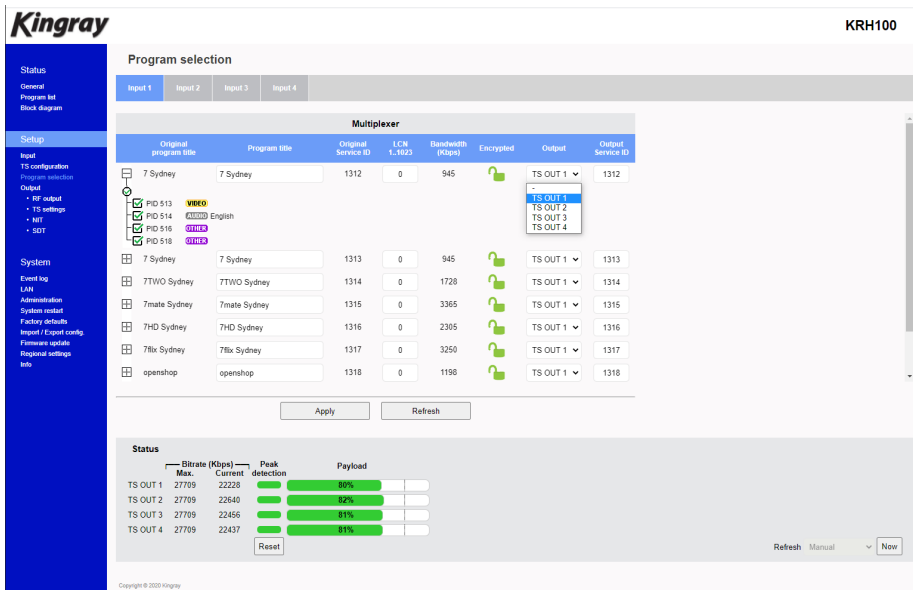 Kingray
KRH100
Status
General
Program list
Block diagram
Setup
Input
TS configuration
Program selection
Output
• RF output
• TS settings
• NIT
• SDT
System
Event log
LAN
Administration
System restart
Factory defaults
Import / Export config.
Firmware update
Regional settings
Info
Program selection
Input 1 Input 2 Input 3 Input 4
Multiplexer
Original program title Program title Original Service ID LCN 1..1023 Bandwidth (Kbps) Encrypted Output Output Service ID
7 Sydney 7 Sydney 1312 0 945 TS OUT 1 1312
-
TS OUT 1
TS OUT 2
TS OUT 3
TS OUT 4
PID 513 VIDEO
PID 514 AUDIO English
PID 516 OTHER
PID 518 OTHER
7 Sydney 7 Sydney 1313 0 945 TS OUT 1 1313
7TWO Sydney 7TWO Sydney 1314 0 1728 TS OUT 1 1314
7mate Sydney 7mate Sydney 1315 0 3365 TS OUT 1 1315
7HD Sydney 7HD Sydney 1316 0 2305 TS OUT 1 1316
7flix Sydney 7flix Sydney 1317 0 3250 TS OUT 1 1317
openshop openshop 1318 0 1198 TS OUT 1 1318
Apply Refresh
Status
Bitrate (Kbps) Peak detection Payload
Max. Current
TS OUT 1 27709 22228 80%
TS OUT 2 27709 22640 82%
TS OUT 3 27709 22456 81%
TS OUT 4 27709 22437 81%
Reset
Refresh Manual Now
Copyright © 2020 Kingray